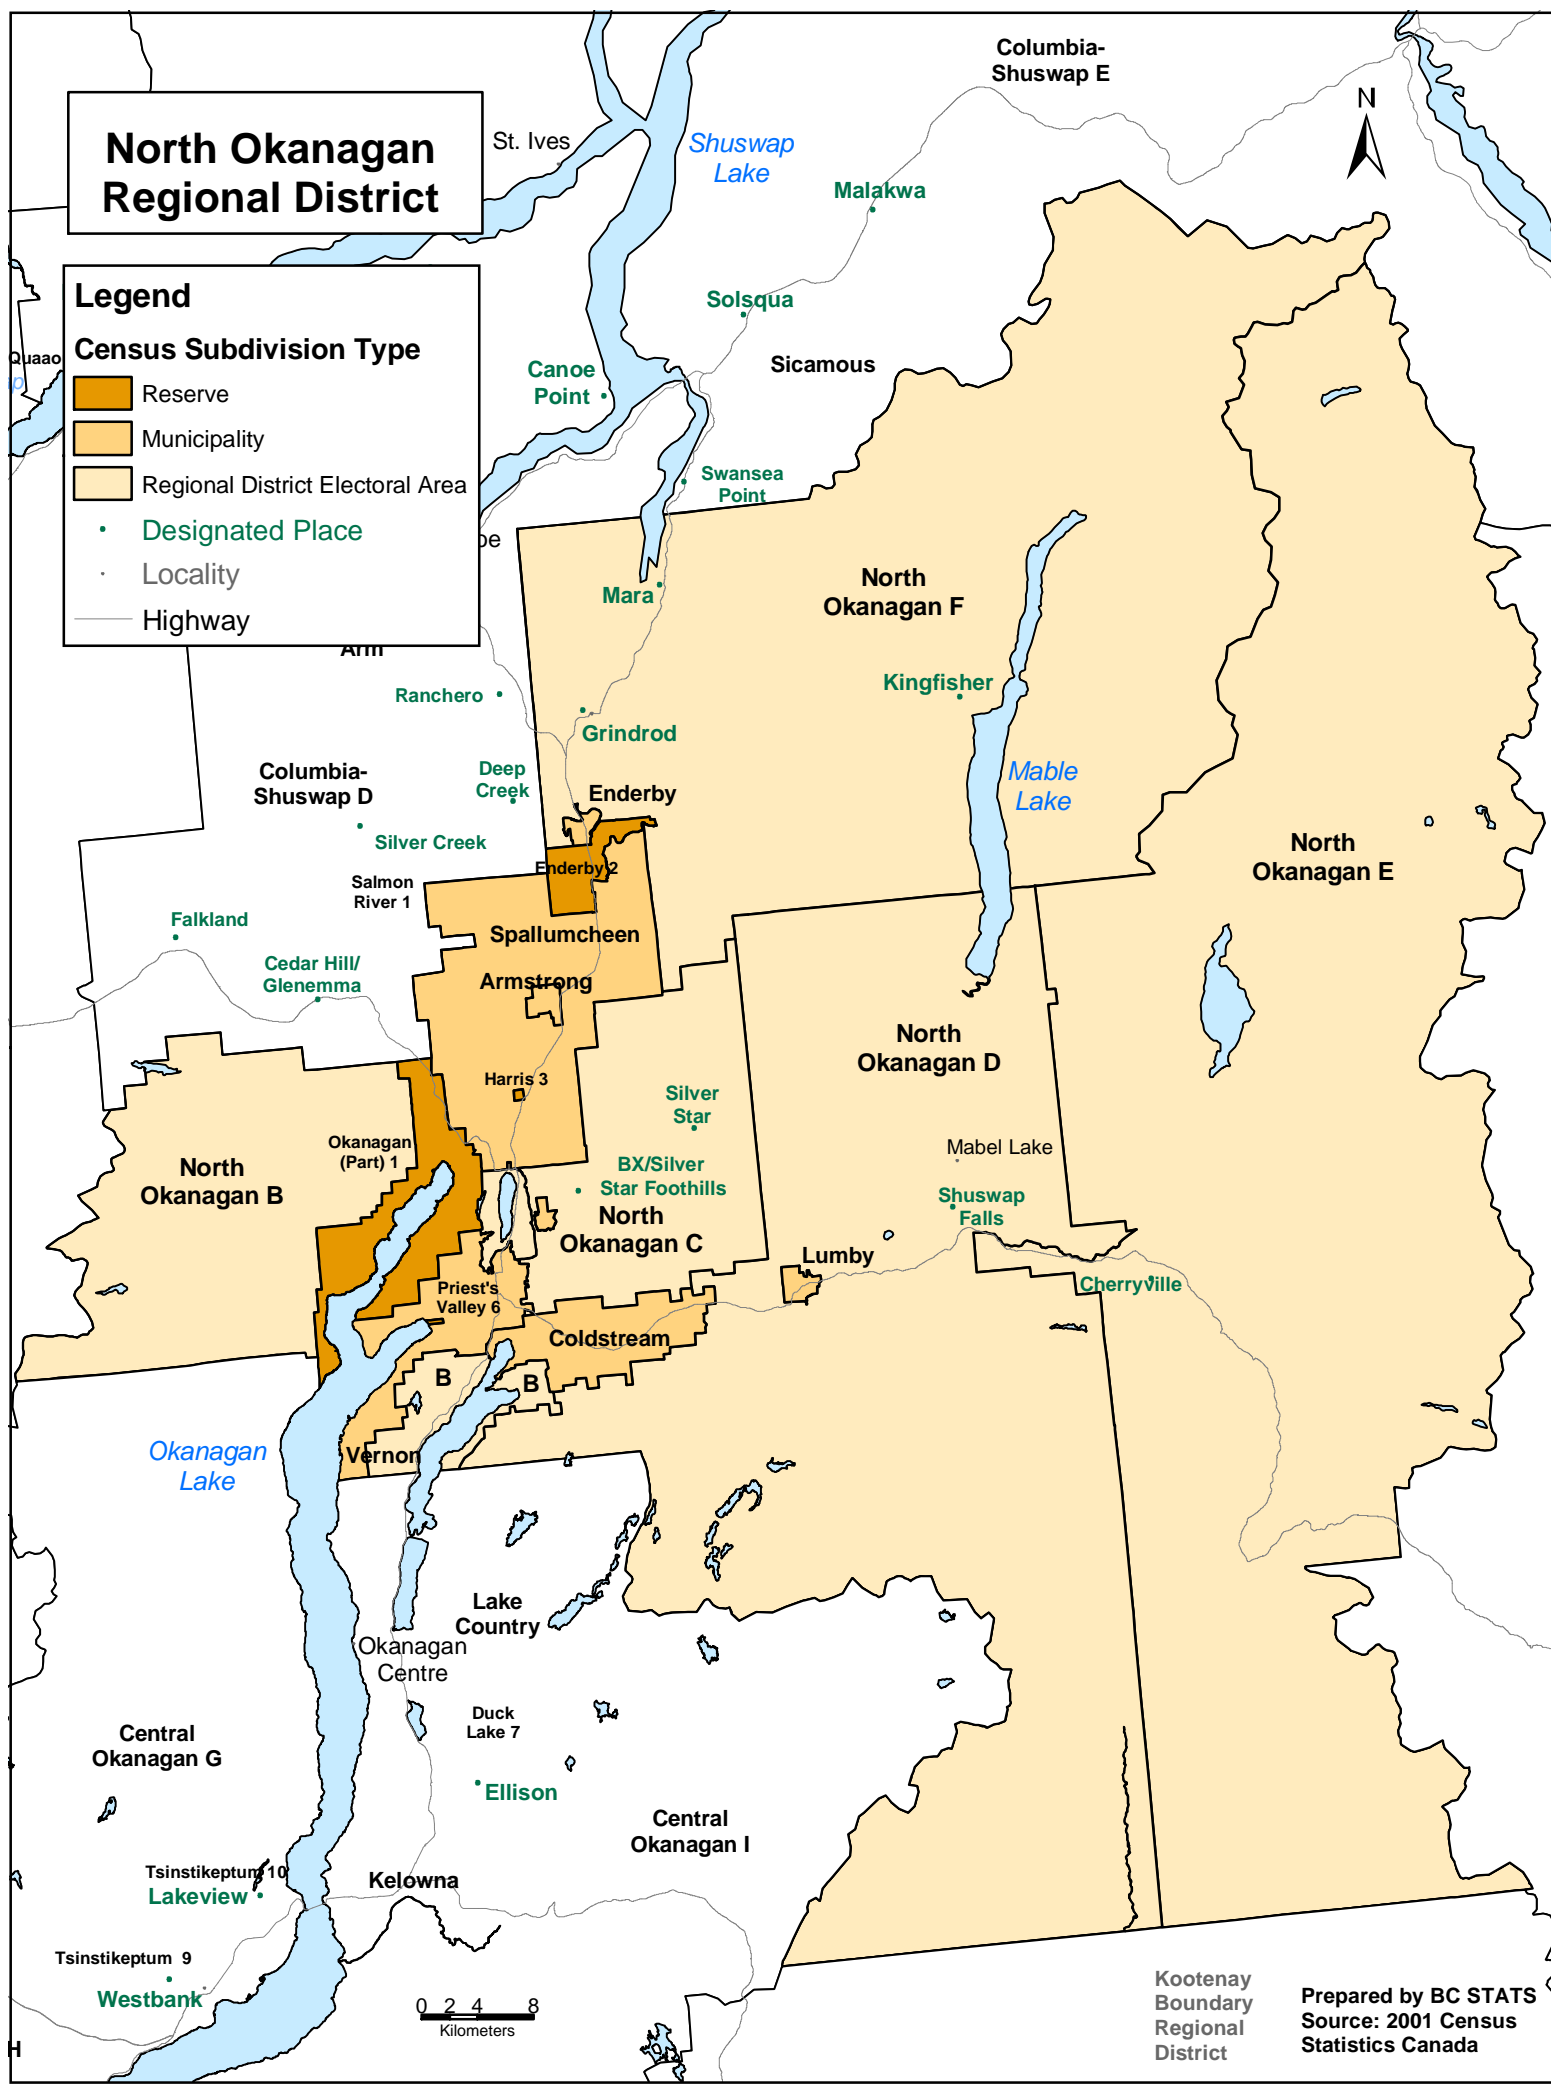 North Okanagan
Regional District
Legend
Census Subdivision Type
Reserve
Municipality
Regional District Electoral Area
Designated Place
Locality
Highway
Columbia-
Shuswap E
N
St. Ives
Shuswap
Lake
Malakwa
Solsqua
Sicamous
Canoe
Point
Quaao
Swansea
Point
Mara
North
Okanagan F
Arm
Ranchero
Kingfisher
Grindrod
Columbia-
Shuswap D
Deep
Creek
Mable
Lake
Enderby
Silver Creek
North
Okanagan E
Enderby 2
Salmon
River 1
Falkland
Spallumcheen
Cedar Hill/
Glenemma
Armstrong
North
Okanagan D
Harris 3
Silver
Star
Okanagan
(Part) 1
Mabel Lake
North
Okanagan B
BX/Silver
Star Foothills
Shuswap
Falls
North
Okanagan C
Lumby
Priest's
Valley 6
Cherryville
Coldstream
B
B
Okanagan
Lake
Vernon
Lake
Country
Okanagan
Centre
Duck
Lake 7
Central
Okanagan G
Ellison
Central
Okanagan I
Tsinstikeptum 10
Lakeview
Kelowna
Tsinstikeptum 9
Westbank
0 2 4 8
Kilometers
H
Kootenay
Boundary
Regional
District
Prepared by BC STATS
Source: 2001 Census
Statistics Canada